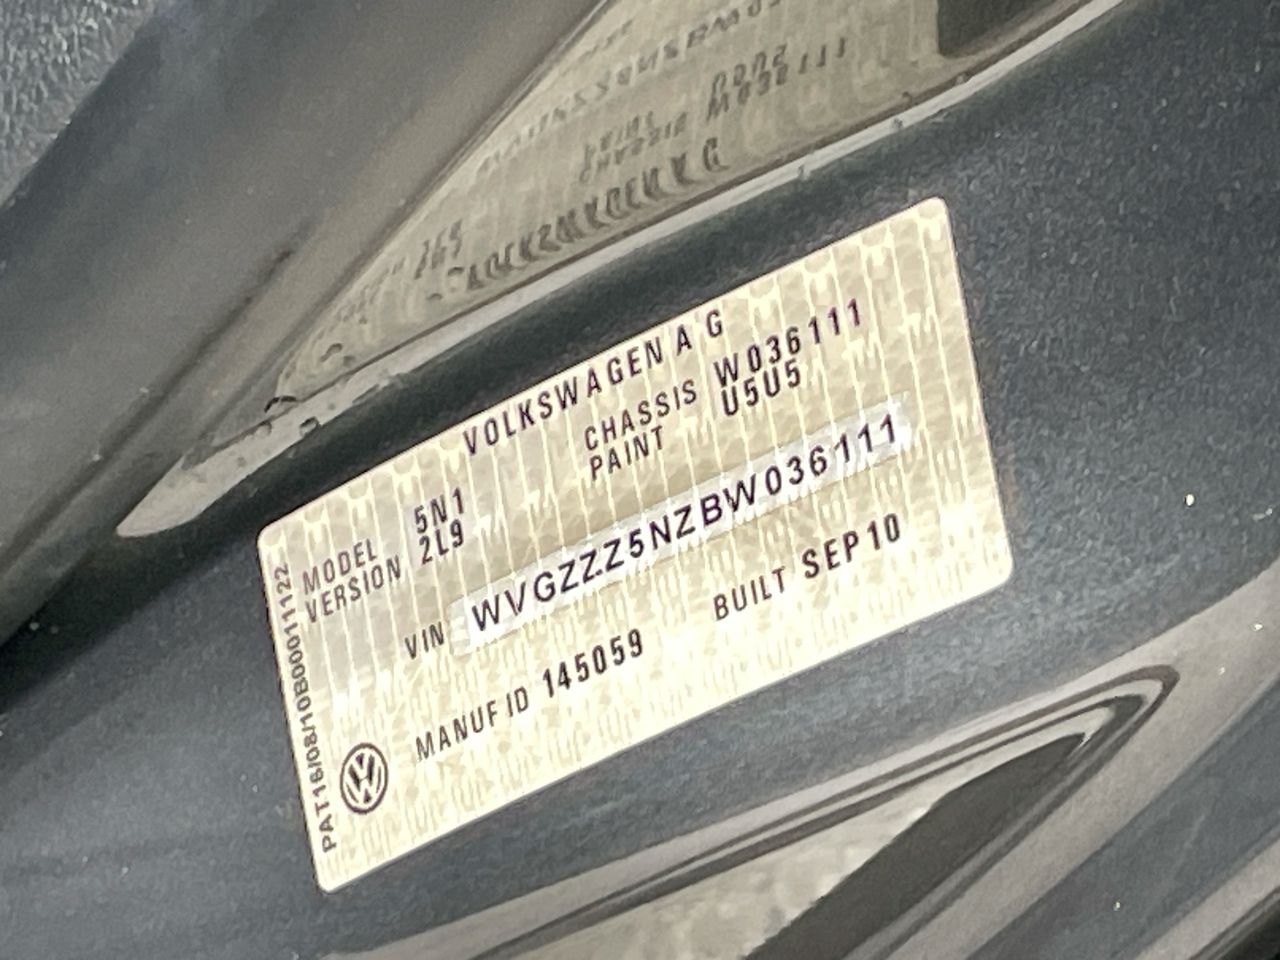 VOLKSWAGEN AG
CHASSIS W036111
PAINT U5U5
MODEL 5N1
VERSION 2L9
VIN WVGZZZ5NZBW036111
MANUF ID 145059 BUILT SEP10
PAT16/08/10B00011122